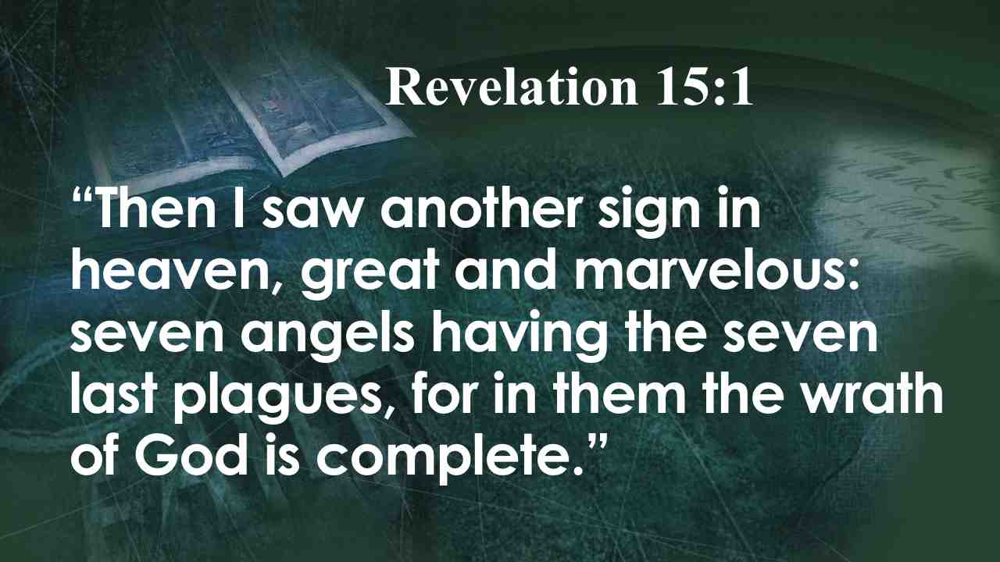 Revelation 15:1
“Then I saw another sign in
heaven, great and marvelous:
seven angels having the seven
last plagues, for in them the wrath
of God is complete.”